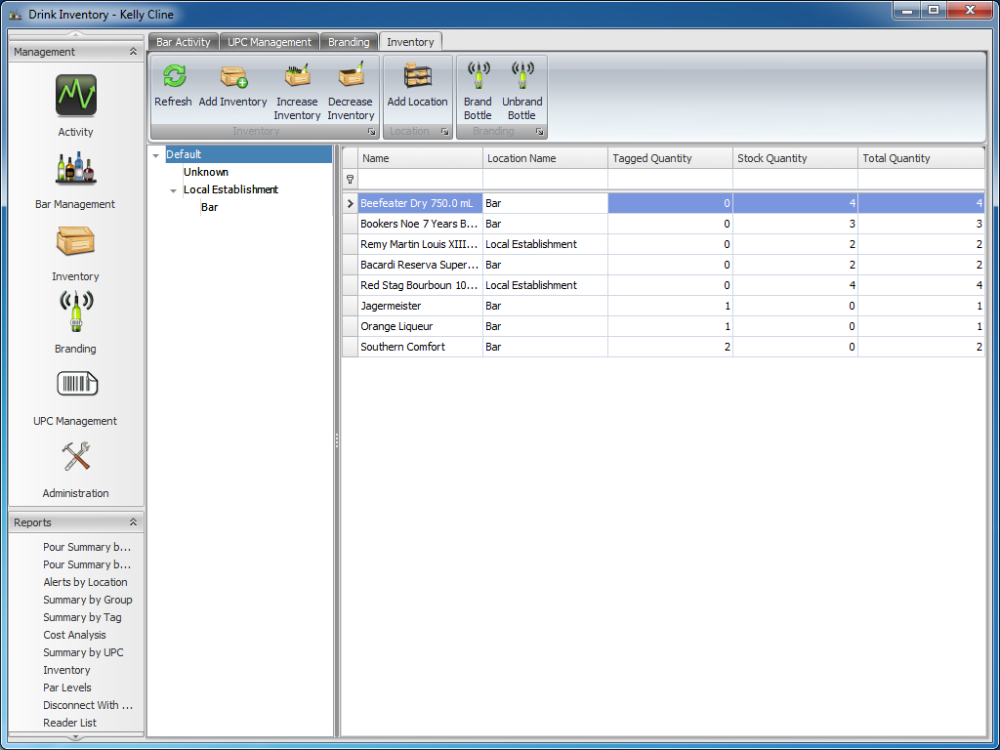 Drink Inventory - Kelly Cline
Management
Activity
Bar Management
Inventory
Branding
UPC Management
Administration
Reports
Pour Summary b...
Pour Summary b...
Alerts by Location
Summary by Group
Summary by Tag
Cost Analysis
Summary by UPC
Inventory
Par Levels
Disconnect With ...
Reader List
Bar Activity UPC Management Branding Inventory
Refresh Add Inventory Increase Inventory Decrease Inventory
Inventory
Add Location
Location
Brand Bottle Unbrand Bottle
Branding
Default
Unknown
Local Establishment
Bar
Name Location Name Tagged Quantity Stock Quantity Total Quantity
Beefeater Dry 750.0 mL Bar 0 4 4
Bookers Noe 7 Years B... Bar 0 3 3
Remy Martin Louis XIII... Local Establishment 0 2 2
Bacardi Reserva Super... Bar 0 2 2
Red Stag Bourboun 10... Local Establishment 0 4 4
Jagermeister Bar 1 0 1
Orange Liqueur Bar 1 0 1
Southern Comfort Bar 2 0 2